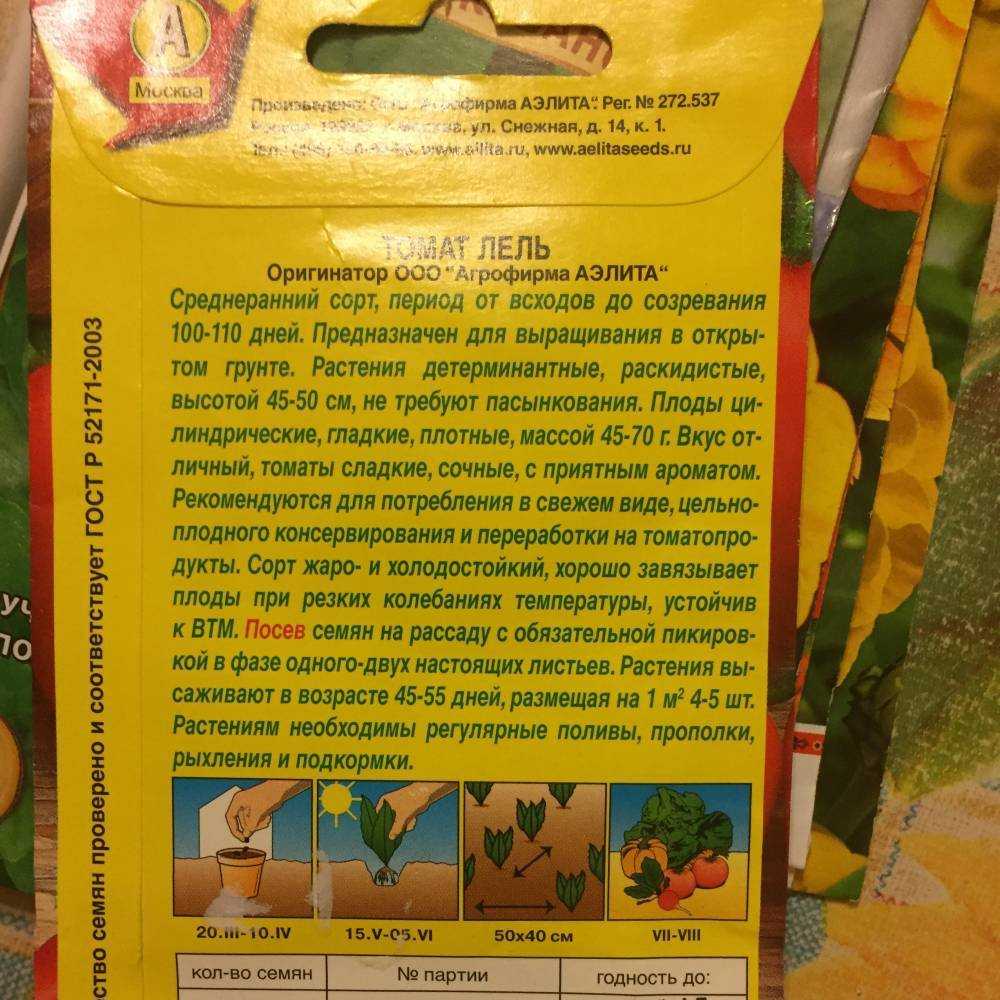 А
Москва
Произведено: "Агрофирма АЭЛИТА". Рег. № 272.537
Москва, ул. Снежная, д. 14, к. 1.
www.ailita.ru, www.aelitaseeds.ru
ТОМАТ ЛЕЛЬ
Оригинатор ООО "Агрофирма АЭЛИТА"
Среднеранний сорт, период от всходов до созревания
100-110 дней. Предназначен для выращивания в откры-
том грунте. Растения детерминантные, раскидистые,
высотой 45-50 см, не требуют пасынкования. Плоды ци-
линдрические, гладкие, плотные, массой 45-70 г. Вкус от-
личный, томаты сладкие, сочные, с приятным ароматом.
Рекомендуются для потребления в свежем виде, цельно-
плодного консервирования и переработки на томатопро-
дукты. Сорт жаро- и холодостойкий, хорошо завязывает
плоды при резких колебаниях температуры, устойчив
к ВТМ. Посев семян на рассаду с обязательной пикиров-
кой в фазе одного-двух настоящих листьев. Растения вы-
саживают в возрасте 45-55 дней, размещая на 1 м² 4-5 шт.
Растениям необходимы регулярные поливы, прополки,
рыхления и подкормки.
20.III-10.IV
15.V-05.VI
50x40 см
VII-VIII
кол-во семян
№ партии
годность до:
ство семян проверено и соответствует ГОСТ Р 52171-2003